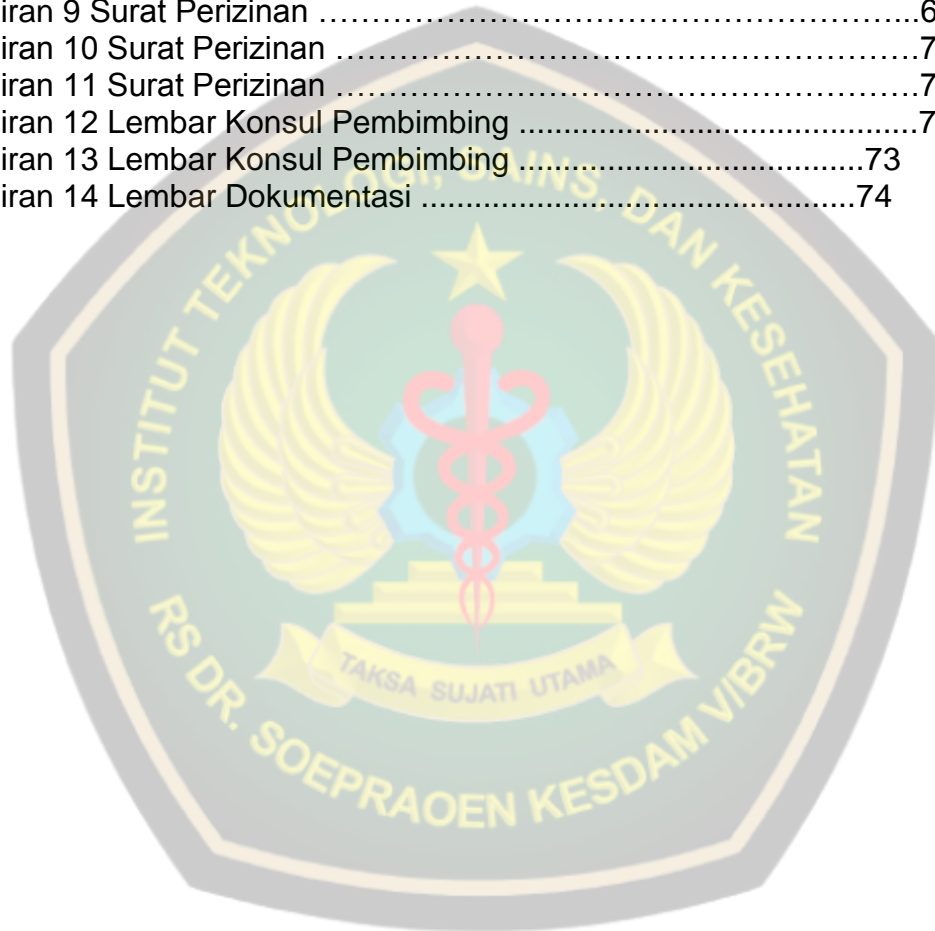 iran 9 Surat Perizinan …………………………………………………...6
iran 10 Surat Perizinan ………………………………………………….7
iran 11 Surat Perizinan ………………………………………………….7
iran 12 Lembar Konsul Pembimbing ............................................7
iran 13 Lembar Konsul Pembimbing ……………………………….73
iran 14 Lembar Dokumentasi .................................................74
INSTITUT TEKNOLOGI, SAINS, DAN KESEHATAN
TAKSA SUJATI UTAMA
RS DR. SOEPRAOEN KESDAM V/BRW